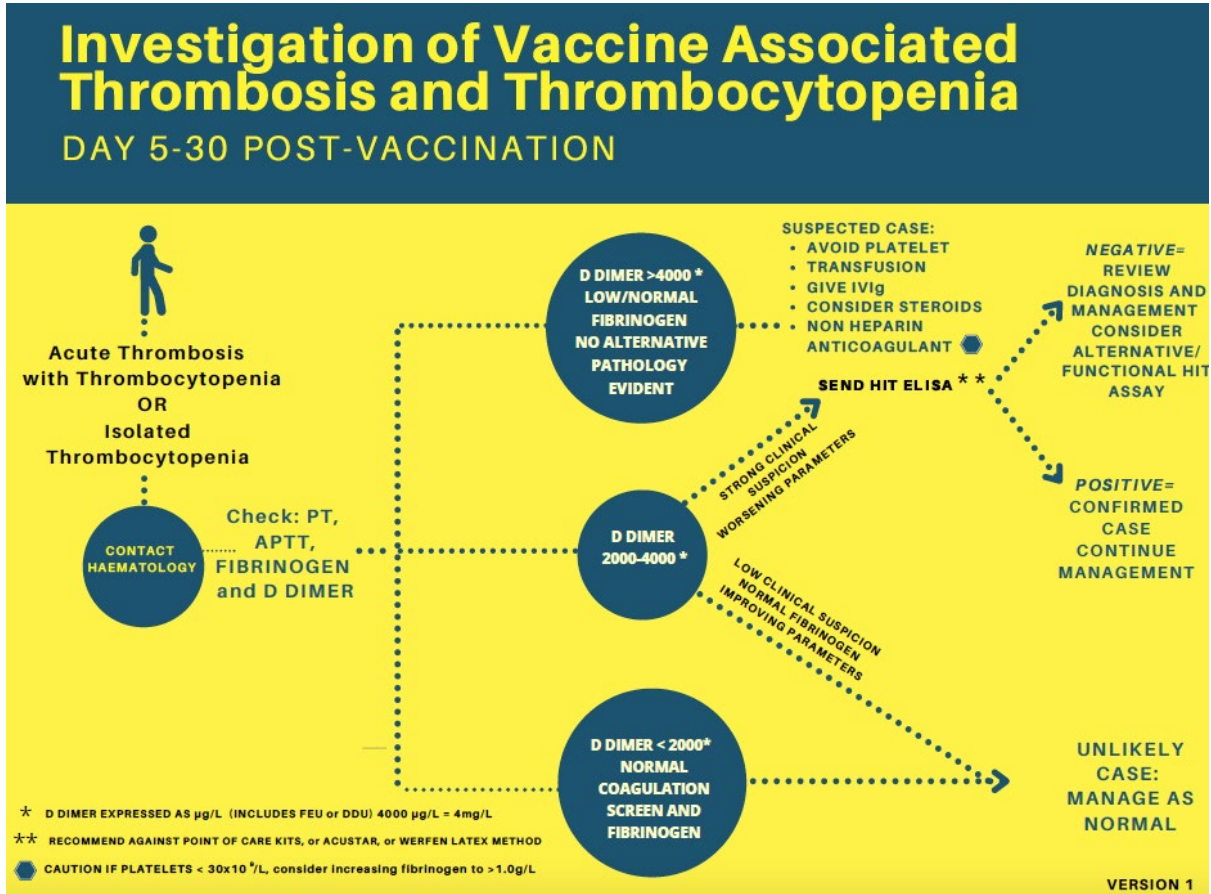 Investigation of Vaccine Associated
Thrombosis and Thrombocytopenia
DAY 5-30 POST-VACCINATION
Acute Thrombosis
with Thrombocytopenia
OR
Isolated
Thrombocytopenia
CONTACT
HAEMATOLOGY
Check: PT,
APTT,
FIBRINOGEN
and D DIMER
D DIMER >4000 *
LOW/NORMAL
FIBRINOGEN
NO ALTERNATIVE
PATHOLOGY
EVIDENT
SUSPECTED CASE:
• AVOID PLATELET
• TRANSFUSION
• GIVE IVIg
• CONSIDER STEROIDS
• NON HEPARIN
ANTICOAGULANT
D DIMER
2000-4000 *
STRONG CLINICAL
SUSPICION
WORSENING PARAMETERS
SEND HIT ELISA **
NEGATIVE=
REVIEW
DIAGNOSIS AND
MANAGEMENT
CONSIDER
ALTERNATIVE/
FUNCTIONAL HIT
ASSAY
POSITIVE=
CONFIRMED
CASE
CONTINUE
MANAGEMENT
LOW CLINICAL SUSPICION
NORMAL FIBRINOGEN
IMPROVING PARAMETERS
D DIMER < 2000*
NORMAL
COAGULATION
SCREEN AND
FIBRINOGEN
UNLIKELY
CASE:
MANAGE AS
NORMAL
* D DIMER EXPRESSED AS µg/L (INCLUDES FEU or DDU) 4000 µg/L = 4mg/L
** RECOMMEND AGAINST POINT OF CARE KITS, or ACUSTAR, or WERFEN LATEX METHOD
CAUTION IF PLATELETS < 30x10⁹/L, consider increasing fibrinogen to >1.0g/L
VERSION 1